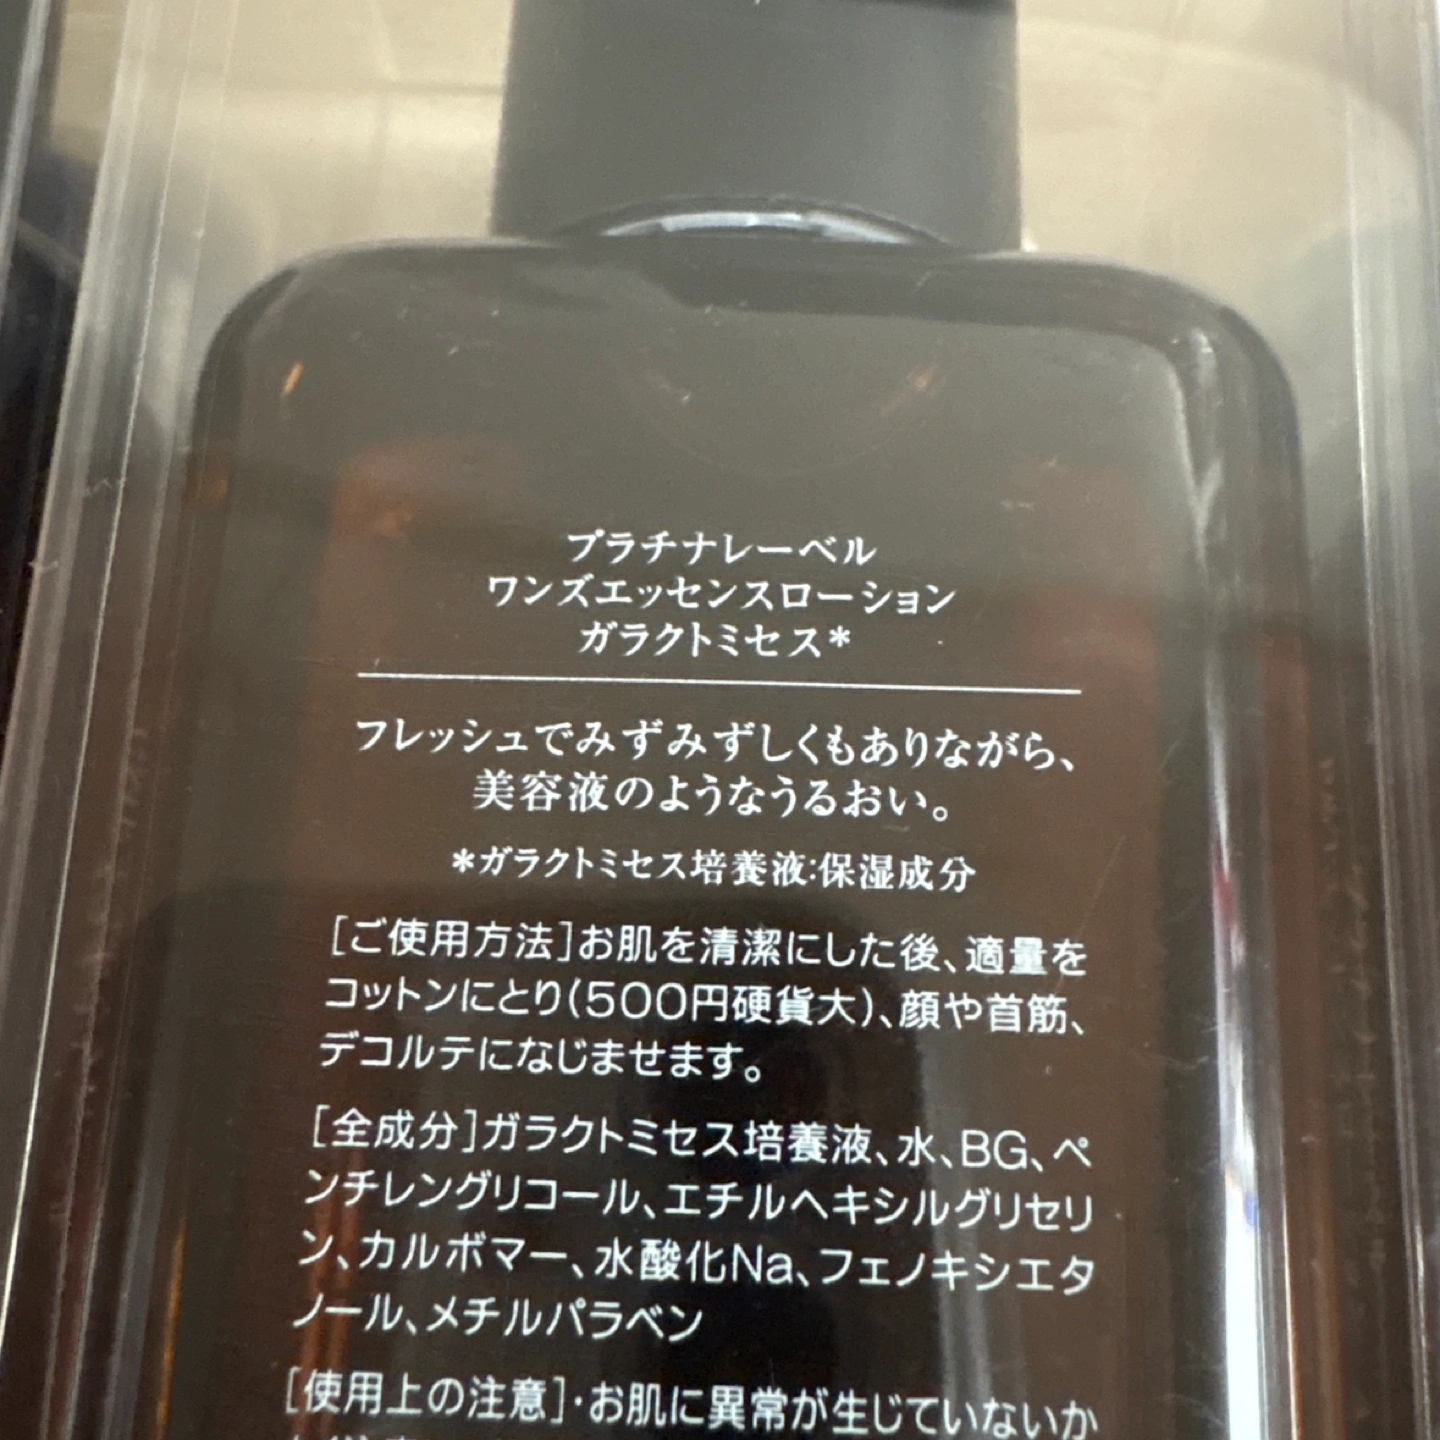 プラチナレーベル
ワンズエッセンスローション
ガラクトミセス*
フレッシュでみずみずしくもありながら、
美容液のようなうるおい。
*ガラクトミセス培養液:保湿成分
[ご使用方法]お肌を清潔にした後、適量を
コットンにとり(500円硬貨大)、顔や首筋、
デコルテになじませます。
[全成分]ガラクトミセス培養液、水、BG、ペ
ンチレングリコール、エチルヘキシルグリセリ
ン、カルボマー、水酸化Na、フェノキシエタ
ノール、メチルパラベン
[使用上の注意]・お肌に異常が生じていないか